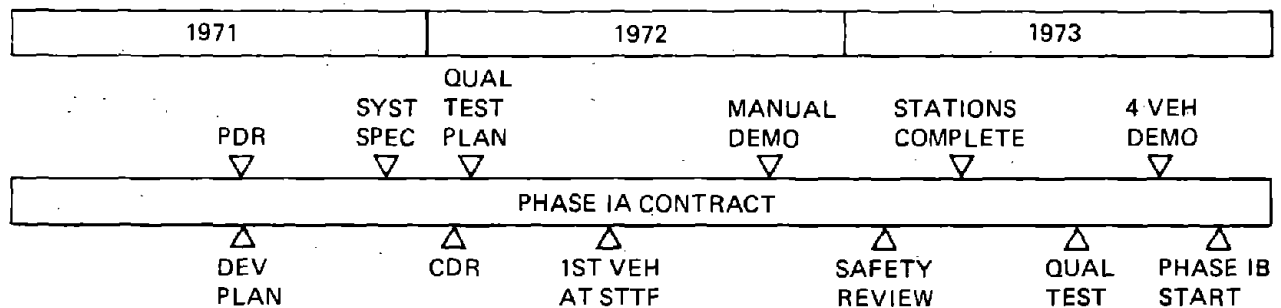 1971 1972 1973
QUAL
SYST TEST MANUAL STATIONS 4 VEH
PDR SPEC PLAN DEMO COMPLETE DEMO
PHASE IA CONTRACT
DEV CDR 1ST VEH SAFETY QUAL PHASE IB
PLAN AT STTF REVIEW TEST START